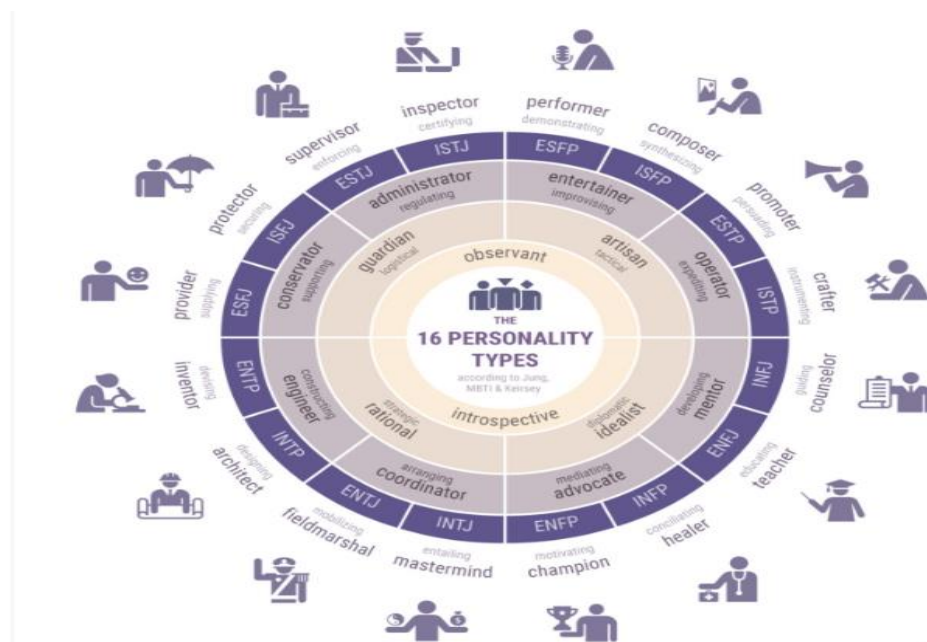 THE
16 PERSONALITY
TYPES
according to Jung,
MBTI & Keirsey
observant
introspective
guardian
logistical
artisan
tactical
diplomatic
idealist
strategic
rational
administrator
regulating
entertainer
improvising
operator
expediting
developing
mentor
mediating
advocate
arranging
coordinator
constructing
engineer
conservator
supporting
inspector
certifying
ISTJ
performer
demonstrating
ESFP
composer
synthesizing
ISFP
promoter
persuading
ESTP
crafter
instrumenting
ISTP
INFJ
guiding
counselor
ENFJ
educating
teacher
INFP
conciliating
healer
ENFP
motivating
champion
INTJ
entailing
mastermind
ENTJ
mobilizing
fieldmarshal
INTP
designing
architect
ENTP
devising
inventor
provider
supplying
ESFJ
protector
securing
ISFJ
supervisor
enforcing
ESTJ